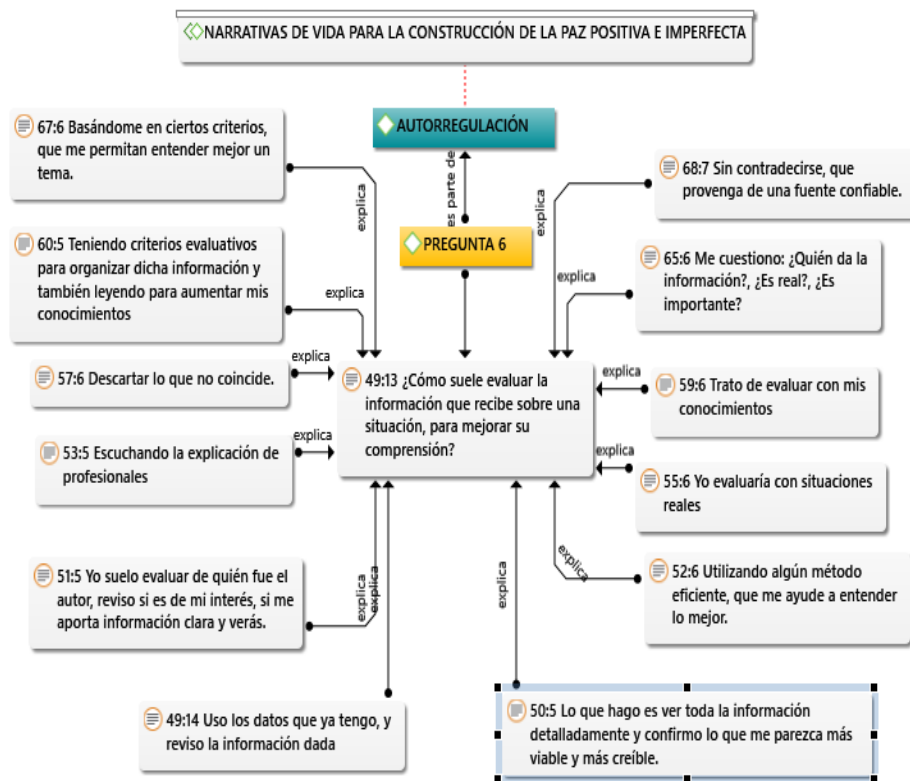 NARRATIVAS DE VIDA PARA LA CONSTRUCCIÓN DE LA PAZ POSITIVA E IMPERFECTA
AUTORREGULACIÓN
es parte de
PREGUNTA 6
67:6 Basándome en ciertos criterios,
que me permitan entender mejor un
tema.
explica
60:5 Teniendo criterios evaluativos
para organizar dicha información y
también leyendo para aumentar mis
conocimientos
explica
57:6 Descartar lo que no coincide.
explica
53:5 Escuchando la explicación de
profesionales
explica
51:5 Yo suelo evaluar de quién fue el
autor, reviso si es de mi interés, si me
aporta información clara y verás.
explica
explica
49:14 Uso los datos que ya tengo, y
reviso la información dada
49:13 ¿Cómo suele evaluar la
información que recibe sobre una
situación, para mejorar su
comprensión?
explica
68:7 Sin contradecirse, que
provenga de una fuente confiable.
explica
65:6 Me cuestiono: ¿Quién da la
información?, ¿Es real?, ¿Es
importante?
explica
59:6 Trato de evaluar con mis
conocimientos
explica
55:6 Yo evaluaría con situaciones
reales
explica
52:6 Utilizando algún método
eficiente, que me ayude a entender
lo mejor.
explica
50:5 Lo que hago es ver toda la información
detalladamente y confirmo lo que me parezca más
viable y más creíble.